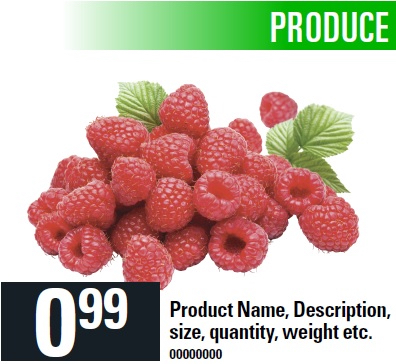 PRODUCE
0.99
Product Name, Description,
size, quantity, weight etc.
00000000